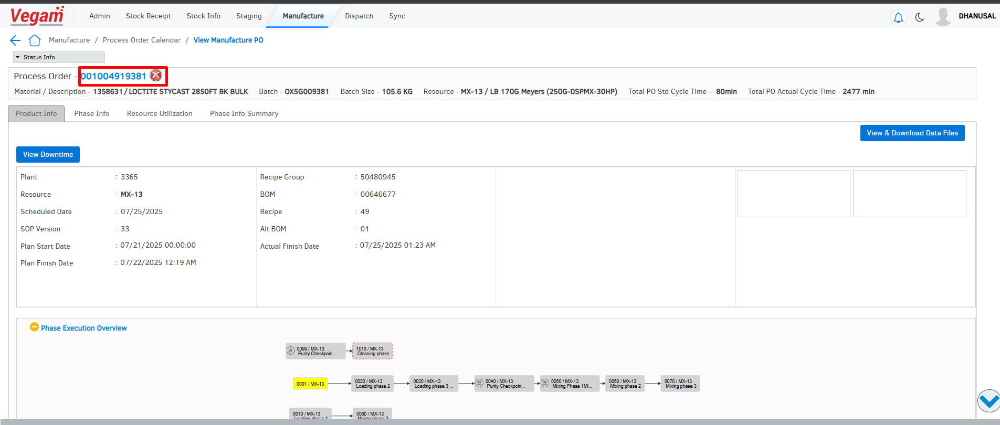 Vegam Admin Stock Receipt Stock Info Staging Manufacture Dispatch Sync DHANUSAL
Manufacture / Process Order Calendar / View Manufacture PO
Status Info
Process Order - 001004919381
Material / Description - 1358631 / LOCTITE STYCAST 2850FT BK BULK Batch - OX5G009381 Batch Size - 105.6 KG Resource - MX-13 / LB 170G Meyers (250G-DSPMX-30HP) Total PO Std Cycle Time - 80min Total PO Actual Cycle Time - 2477 min
Product Info Phase Info Resource Utilization Phase Info Summary
View & Download Data Files
View Downtime
Plant : 3365 Recipe Group : 50480945
Resource : MX-13 BOM : 00646677
Scheduled Date : 07/25/2025 Recipe : 49
SOP Version : 33 Alt BOM : 01
Plan Start Date : 07/21/2025 00:00:00 Actual Finish Date : 07/25/2025 01:23 AM
Plan Finish Date : 07/22/2025 12:19 AM
Phase Execution Overview
0099 / MX-13 1010 / MX-13
Purity Checkpoin... Cleaning phase
0001 / MX-13 0020 / MX-13 0030 / MX-13 0040 / MX-13 0050 / MX-13 0060 / MX-13 0070 / MX-13
Loading phase 2 Loading phase 3 ... Purity Checkpoin... Mixing Phase 1Mi... Mixing phase 2 Mixing phase 3
0010 / MX-13 0080 / MX-13
Loading phase 1 Mixing phase 3